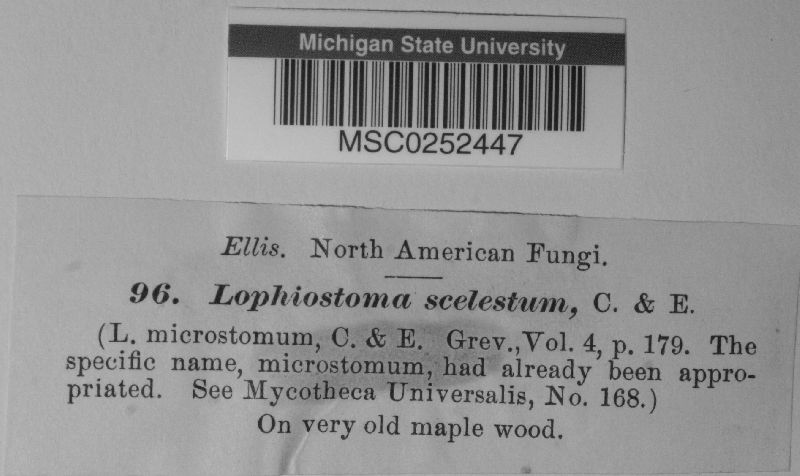 Michigan State University
MSC0252447
Ellis. North American Fungi.
96. Lophiostoma scelestum, C. & E.
(L. microstomum, C. & E. Grev., Vol. 4, p. 179. The
specific name, microstomum, had already been appro-
priated. See Mycotheca Universalis, No. 168.)
On very old maple wood.